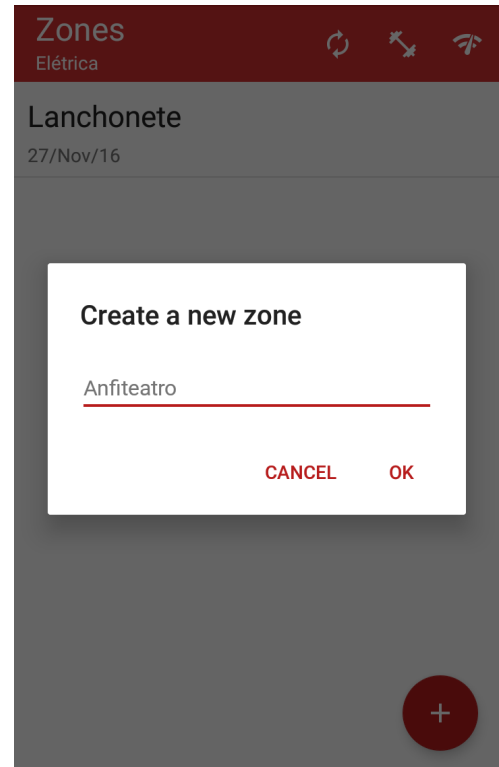 Zones
Elétrica
Lanchonete
27/Nov/16
Create a new zone
Anfiteatro
CANCEL OK